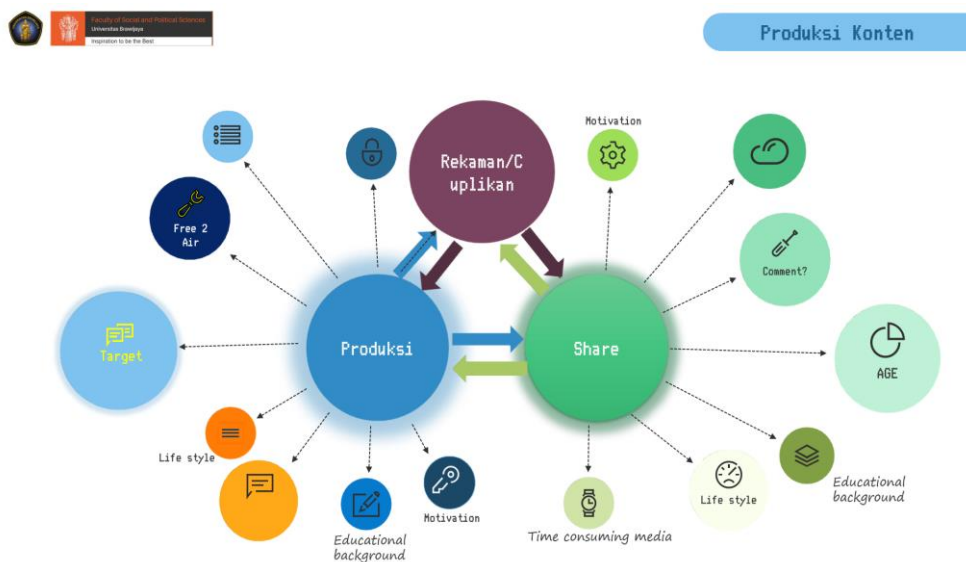 Faculty of Social and Political Sciences
Universitas Brawijaya
Inspiration to be the Best
Produksi Konten
Motivation
Rekaman/C
uplikan
Free 2
Air
Comment?
Target
Produksi
Share
AGE
Life style
Educational
background
Motivation
Time consuming media
Life style
Educational
background